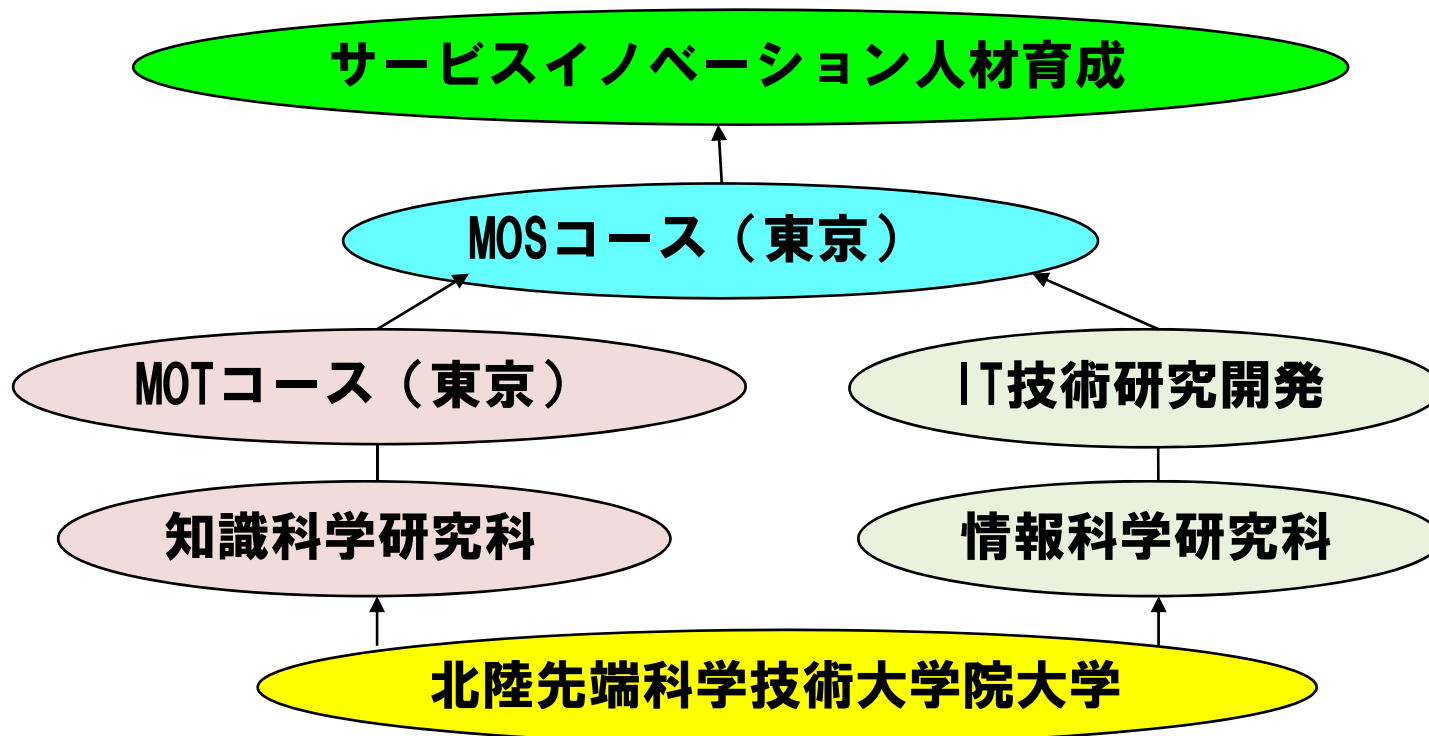 サービスイノベーション人材育成
MOSコース（東京）
MOTコース（東京）
IT技術研究開発
知識科学研究科
情報科学研究科
北陸先端科学技術大学院大学